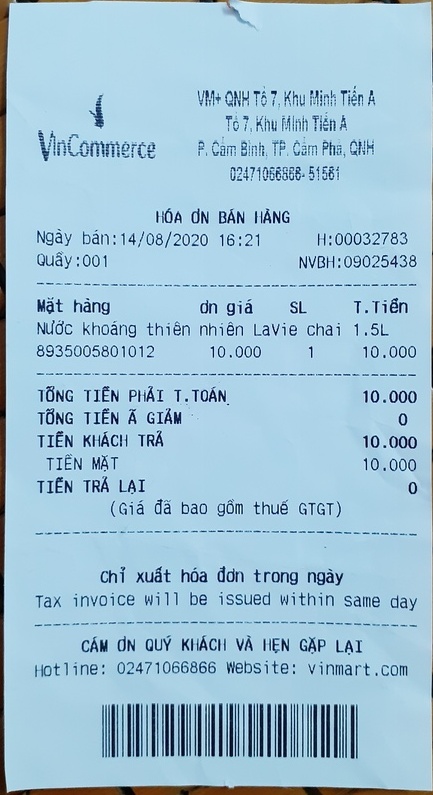 VinCommerce
VM+ QNH Tổ 7, Khu Minh Tiến A
Tổ 7, Khu Minh Tiến A
P. Cẩm Bình, TP. Cẩm Phả, QNH
02471066866-51561
HÓA ƠN BÁN HÀNG
Ngày bán:14/08/2020 16:21 H:00032783
Quầy:001 NVBH:09025438
Mặt hàng ơn giá SL T.Tiền
Nước khoáng thiên nhiên LaVie chai 1.5L
8935005801012 10.000 1 10.000
TỔNG TIỀN PHẢI T.TOÁN 10.000
TỔNG TIỀN Ã GIẢM 0
TIỀN KHÁCH TRẢ 10.000
TIỀN MẶT 10.000
TIỀN TRẢ LẠI 0
(Giá đã bao gồm thuế GTGT)
Chỉ xuất hóa đơn trong ngày
Tax invoice will be issued within same day
CÁM ƠN QUÝ KHÁCH VÀ HẸN GẶP LẠI
Hotline: 02471066866 Website: vinmart.com